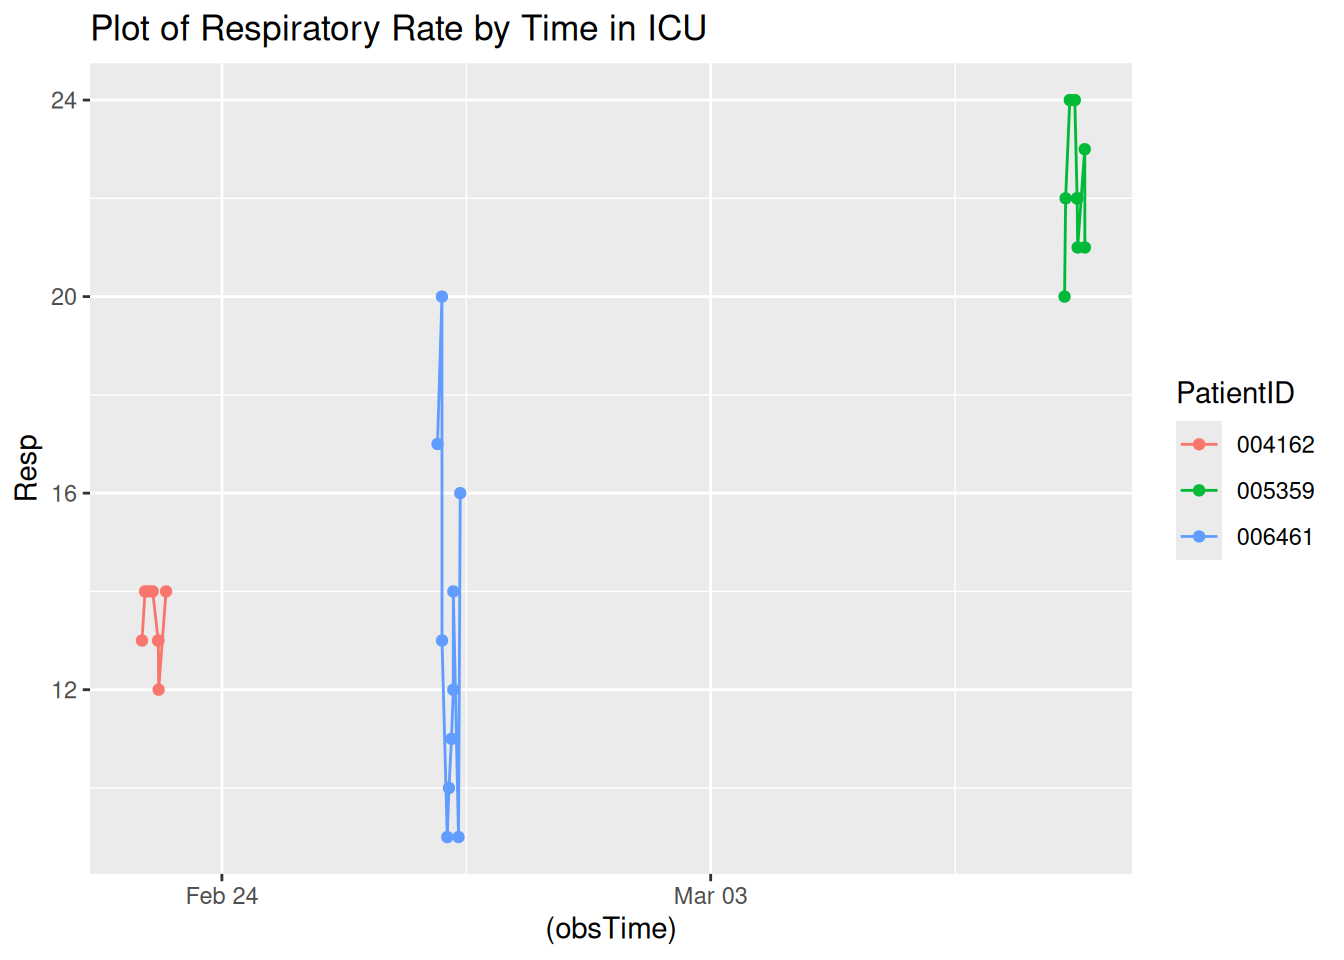 Plot of Respiratory Rate by Time in ICU
24
20
16
12
Resp
Feb 24
Mar 03
(obsTime)
PatientID
004162
005359
006461